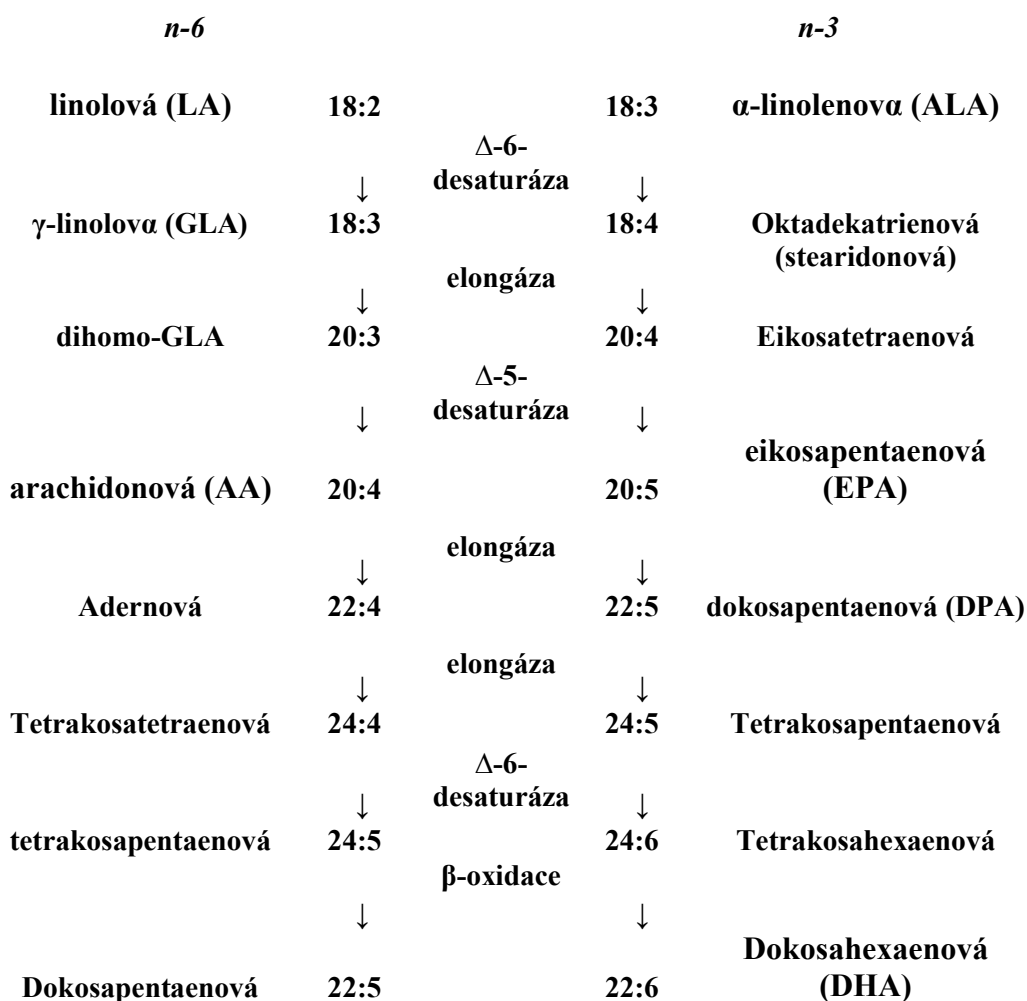 n-6 n-3
linolová (LA) 18:2 18:3 α-linolenovα (ALA)
Δ-6-
desaturáza
↓ ↓
γ-linolovα (GLA) 18:3 18:4 Oktadekatrienová
(stearidonová)
elongáza
↓ ↓
dihomo-GLA 20:3 20:4 Eikosatetraenová
Δ-5-
desaturáza
↓ ↓
eikosapentaenová
arachidonová (AA) 20:4 20:5 (EPA)
elongáza
↓ ↓
Adernová 22:4 22:5 dokosapentaenová (DPA)
elongáza
↓ ↓
Tetrakosatetraenová 24:4 24:5 Tetrakosapentaenová
Δ-6-
desaturáza
↓ ↓
tetrakosapentaenová 24:5 24:6 Tetrakosahexaenová
β-oxidace
↓ ↓
Dokosahexaenová
Dokosapentaenová 22:5 22:6 (DHA)